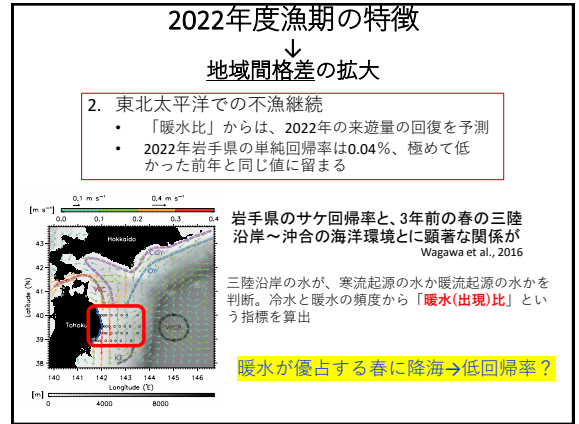 2022年度漁期の特徴
↓
地域間格差の拡大
2. 東北太平洋での不漁継続
• 「暖水比」からは、2022年の来遊量の回復を予測
• 2022年岩手県の単純回帰率は0.04%、極めて低
かった前年と同じ値に留まる
0.1 m s⁻¹
0.4 m s⁻¹
[m s⁻¹]
0.0 0.1 0.2 0.3 0.4
岩手県のサケ回帰率と、3年前の春の三陸
沿岸～沖合の海洋環境とに顕著な関係が
Wagawa et al., 2016
三陸沿岸の水が、寒流起源の水か暖流起源の水かを
判断。冷水と暖水の頻度から「暖水(出現)比」とい
う指標を算出
暖水が優占する春に降海→低回帰率？
Latitude (°N)
43
42
41
40
39
38
Hokkaido
COY
OY
Tohoku
WCR
KE
140 141 142 143 144 145 146
Longitude (°E)
[m]
0 4000 8000